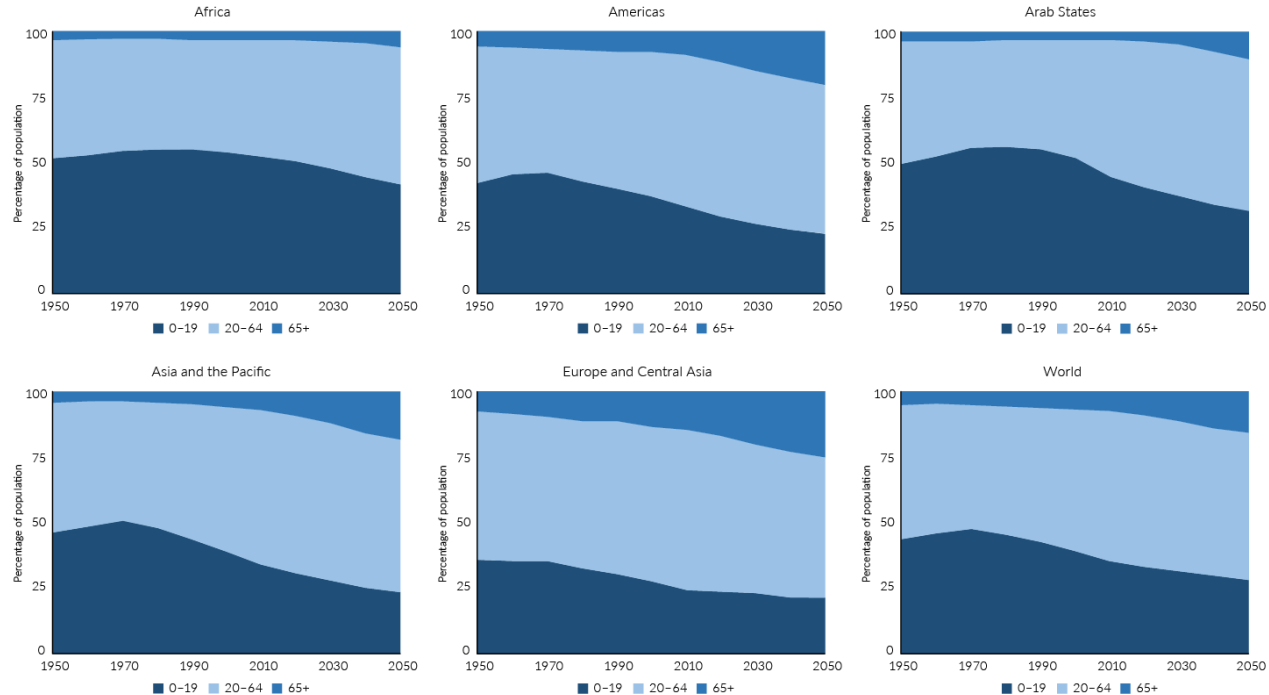 Africa
Percentage of population
100
75
50
25
0
1950 1970 1990 2010 2030 2050
0–19 20–64 65+
Americas
Percentage of population
100
75
50
25
0
1950 1970 1990 2010 2030 2050
0–19 20–64 65+
Arab States
Percentage of population
100
75
50
25
0
1950 1970 1990 2010 2030 2050
0–19 20–64 65+
Asia and the Pacific
Percentage of population
100
75
50
25
0
1950 1970 1990 2010 2030 2050
0–19 20–64 65+
Europe and Central Asia
Percentage of population
100
75
50
25
0
1950 1970 1990 2010 2030 2050
0–19 20–64 65+
World
Percentage of population
100
75
50
25
0
1950 1970 1990 2010 2030 2050
0–19 20–64 65+